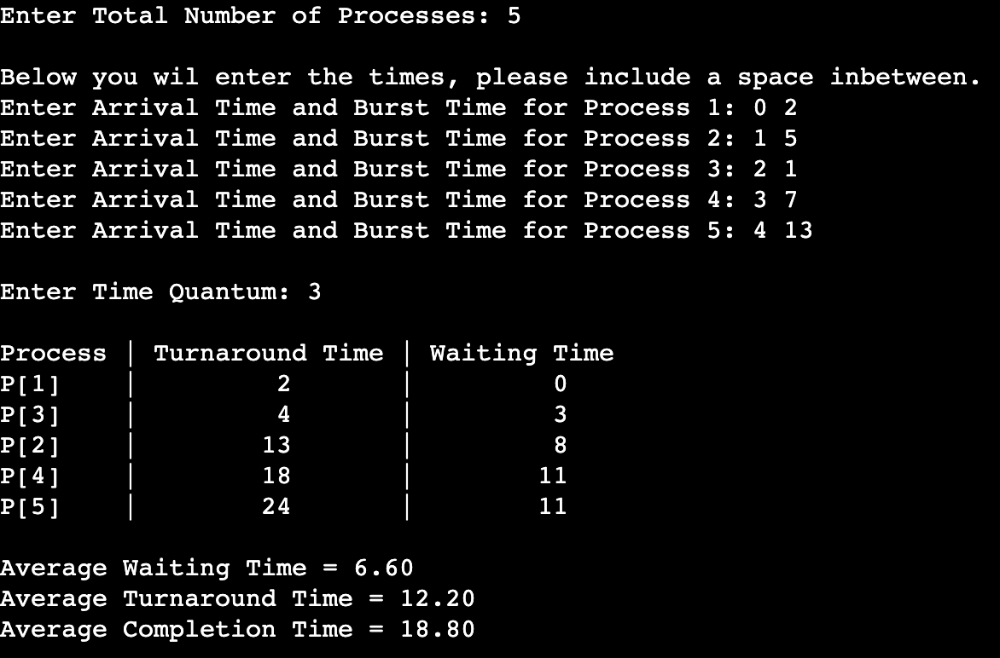 Enter Total Number of Processes: 5
Below you wil enter the times, please include a space inbetween.
Enter Arrival Time and Burst Time for Process 1: 0 2
Enter Arrival Time and Burst Time for Process 2: 1 5
Enter Arrival Time and Burst Time for Process 3: 2 1
Enter Arrival Time and Burst Time for Process 4: 3 7
Enter Arrival Time and Burst Time for Process 5: 4 13
Enter Time Quantum: 3
Process | Turnaround Time | Waiting Time
P[1] | 2 | 0
P[3] | 4 | 3
P[2] | 13 | 8
P[4] | 18 | 11
P[5] | 24 | 11
Average Waiting Time = 6.60
Average Turnaround Time = 12.20
Average Completion Time = 18.80